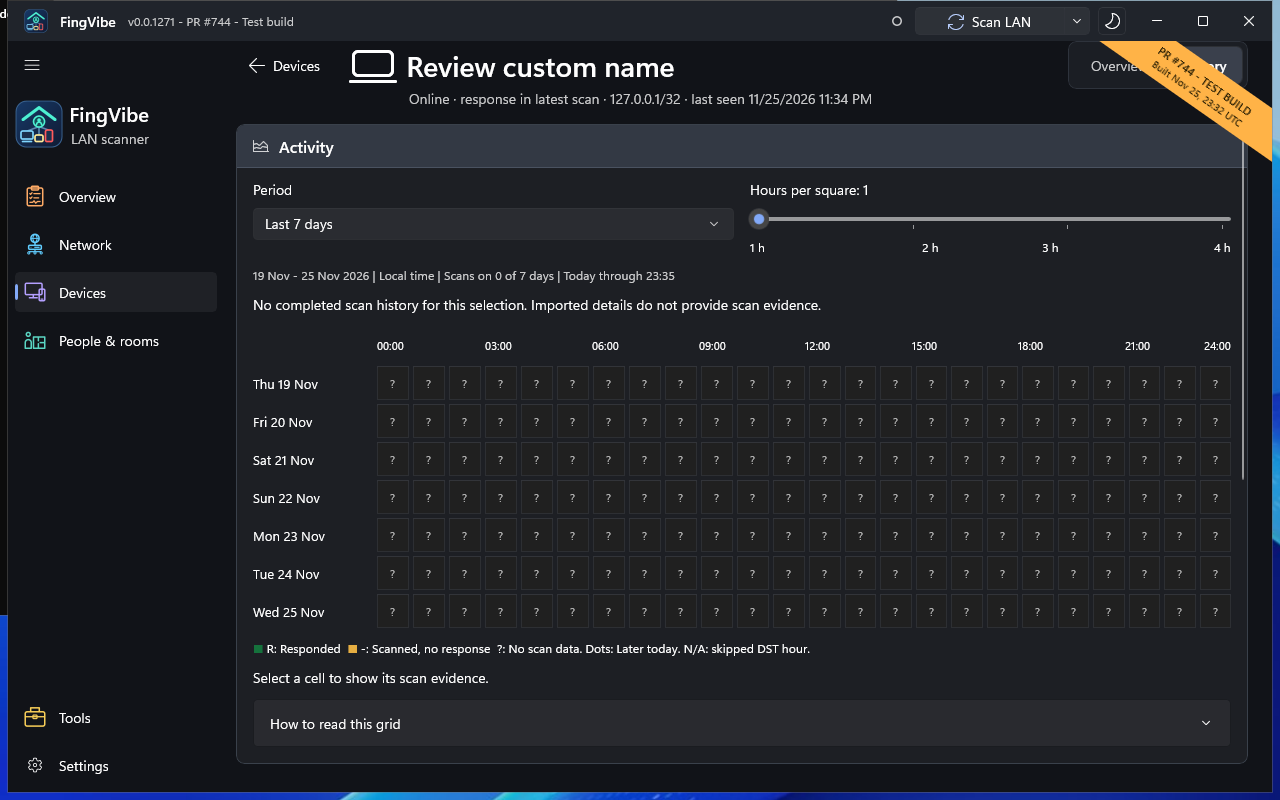 FingVibe v0.0.1271 - PR #744 - Test build
Scan LAN
Devices
Review custom name
Online · response in latest scan · 127.0.0.1/32 · last seen 11/25/2026 11:34 PM
PR #744 - TEST BUILD
Built Nov 25, 23:32 UTC
FingVibe
LAN scanner
Overview
Network
Devices
People & rooms
Tools
Settings
Activity
Period
Last 7 days
Hours per square: 1
1 h 2 h 3 h 4 h
19 Nov - 25 Nov 2026 | Local time | Scans on 0 of 7 days | Today through 23:35
No completed scan history for this selection. Imported details do not provide scan evidence.
00:00 03:00 06:00 09:00 12:00 15:00 18:00 21:00 24:00
Thu 19 Nov ? ? ? ? ? ? ? ? ? ? ? ? ? ? ? ? ? ? ? ? ? ? ? ?
Fri 20 Nov ? ? ? ? ? ? ? ? ? ? ? ? ? ? ? ? ? ? ? ? ? ? ? ?
Sat 21 Nov ? ? ? ? ? ? ? ? ? ? ? ? ? ? ? ? ? ? ? ? ? ? ? ?
Sun 22 Nov ? ? ? ? ? ? ? ? ? ? ? ? ? ? ? ? ? ? ? ? ? ? ? ?
Mon 23 Nov ? ? ? ? ? ? ? ? ? ? ? ? ? ? ? ? ? ? ? ? ? ? ? ?
Tue 24 Nov ? ? ? ? ? ? ? ? ? ? ? ? ? ? ? ? ? ? ? ? ? ? ? ?
Wed 25 Nov ? ? ? ? ? ? ? ? ? ? ? ? ? ? ? ? ? ? ? ? ? ? ? ?
R: Responded -: Scanned, no response ?: No scan data. Dots: Later today. N/A: skipped DST hour.
Select a cell to show its scan evidence.
How to read this grid